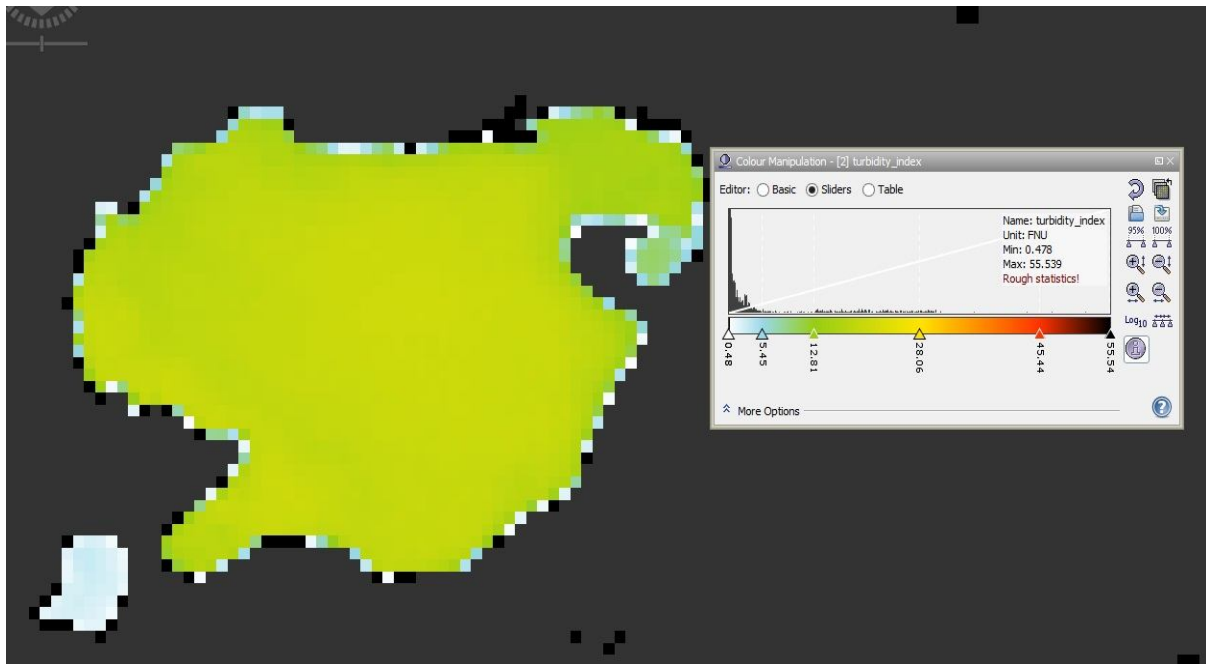 Colour Manipulation - [2] turbidity_index
Editor: Basic Sliders Table
Name: turbidity_index
Unit: FNU
Min: 0.478
Max: 55.539
Rough statistics!
95% 100%
Log10
0.48 5.45 12.81 28.06 45.44 55.54
More Options